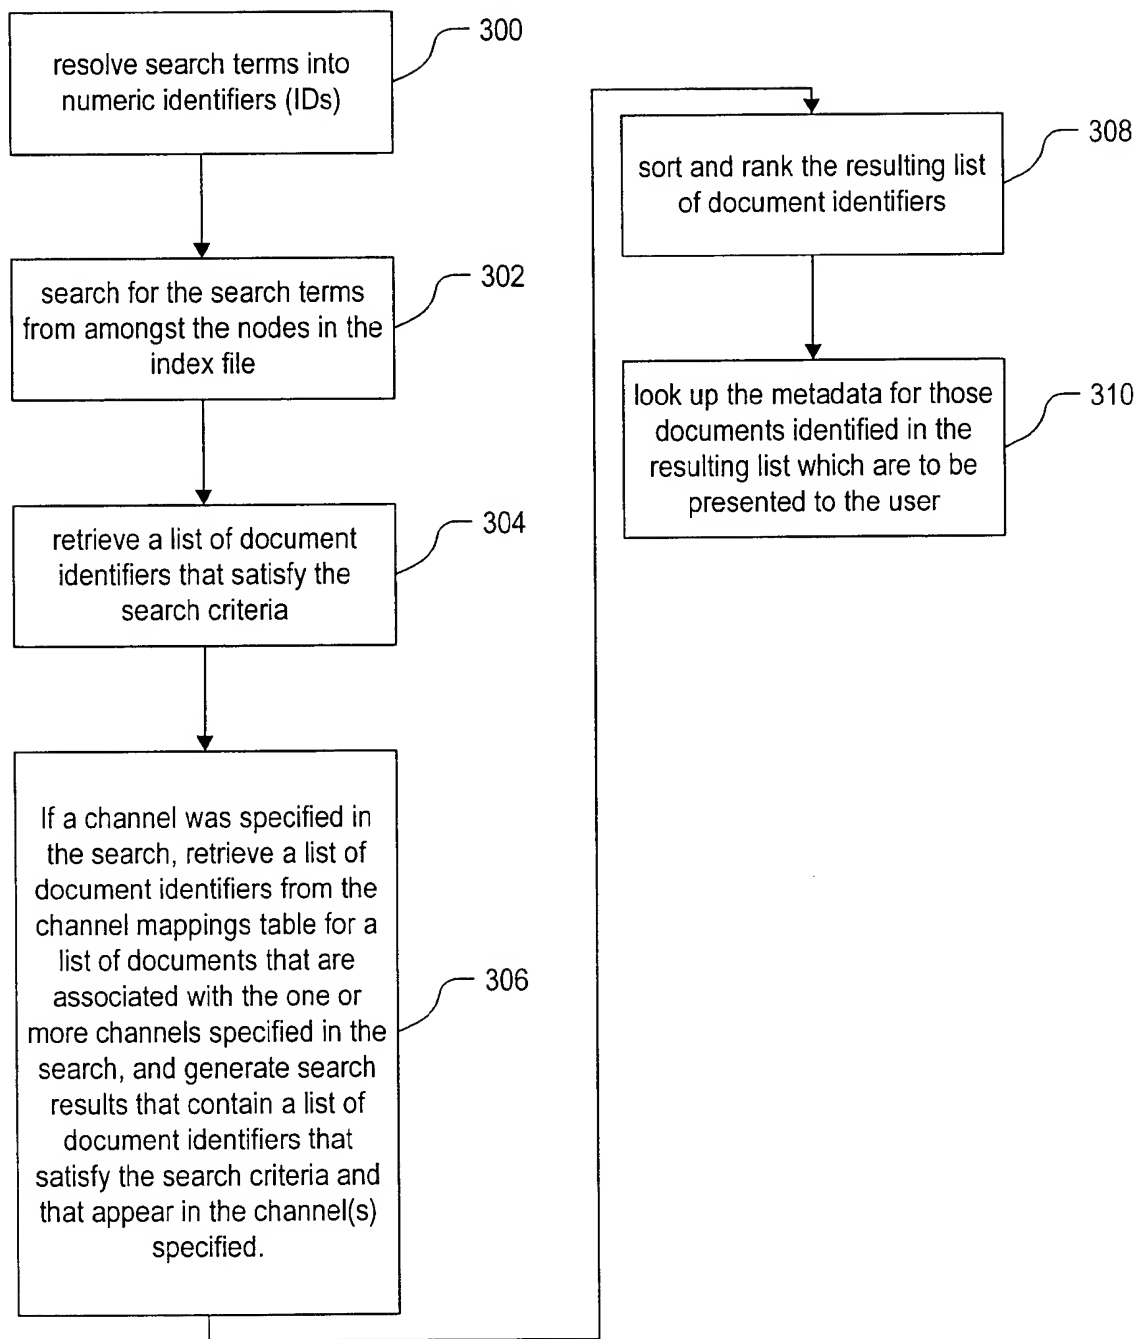 300
resolve search terms into
numeric identifiers (IDs)
302
search for the search terms
from amongst the nodes in the
index file
304
retrieve a list of document
identifiers that satisfy the
search criteria
306
If a channel was specified in
the search, retrieve a list of
document identifiers from the
channel mappings table for a
list of documents that are
associated with the one or
more channels specified in the
search, and generate search
results that contain a list of
document identifiers that
satisfy the search criteria and
that appear in the channel(s)
specified.
308
sort and rank the resulting list
of document identifiers
310
look up the metadata for those
documents identified in the
resulting list which are to be
presented to the user